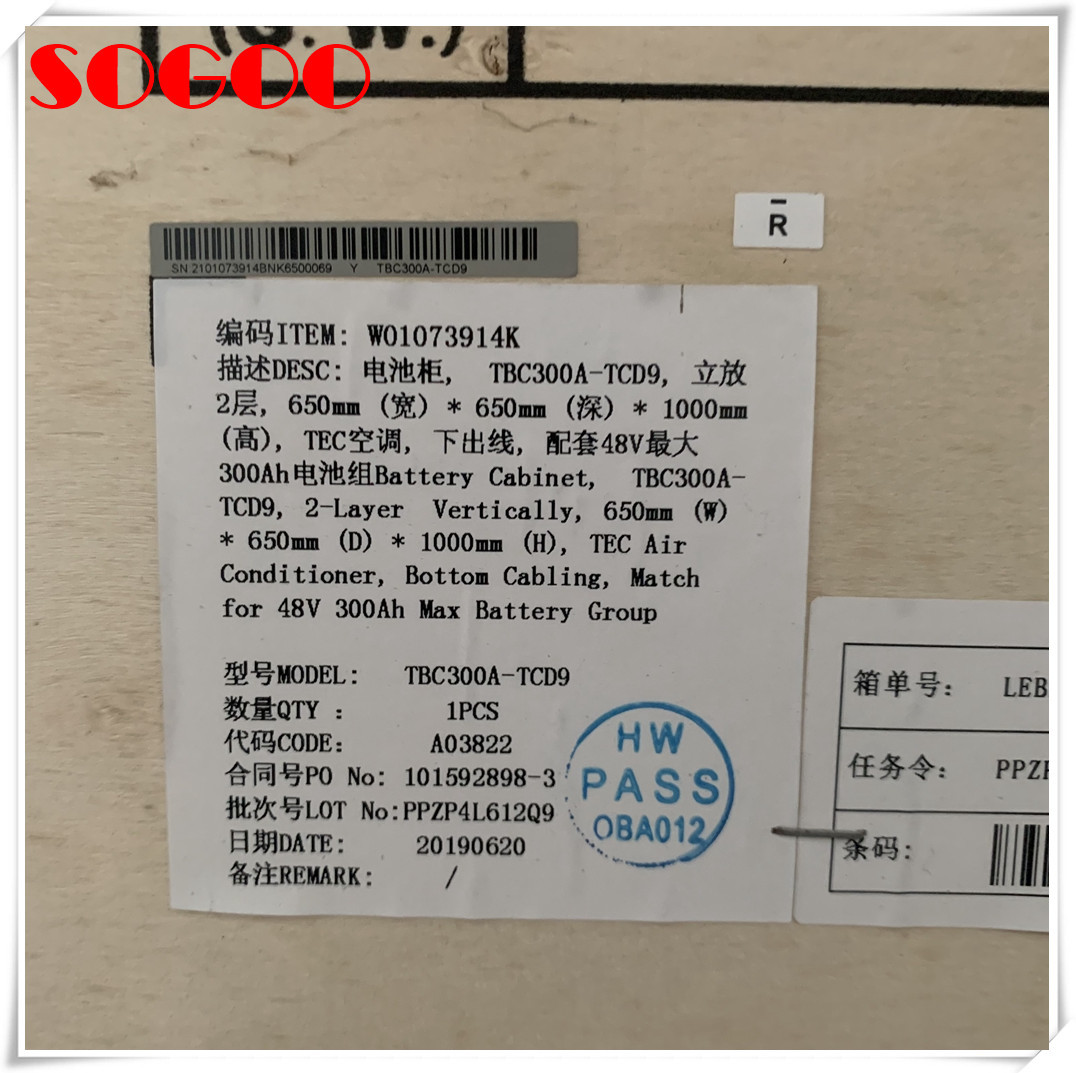 (G. W.)
SOGOO
R
SN 2101073914BNK6500069 Y TBC300A-TCD9
编码ITEM: W01073914K
描述DESC: 电池柜, TBC300A-TCD9, 立放
2层, 650mm (宽) * 650mm (深) * 1000mm
(高), TEC空调, 下出线, 配套48V最大
300Ah电池组Battery Cabinet, TBC300A-
TCD9, 2-Layer Vertically, 650mm (W)
* 650mm (D) * 1000mm (H), TEC Air
Conditioner, Bottom Cabling, Match
for 48V 300Ah Max Battery Group
型号MODEL: TBC300A-TCD9
数量QTY : 1PCS
代码CODE: A03822
合同号PO No: 101592898-3
批次号LOT No:PPZP4L612Q9
日期DATE: 20190620
备注REMARK: /
HW
PASS
OBA012
箱单号: LEB
任务令: PPZP
条码: